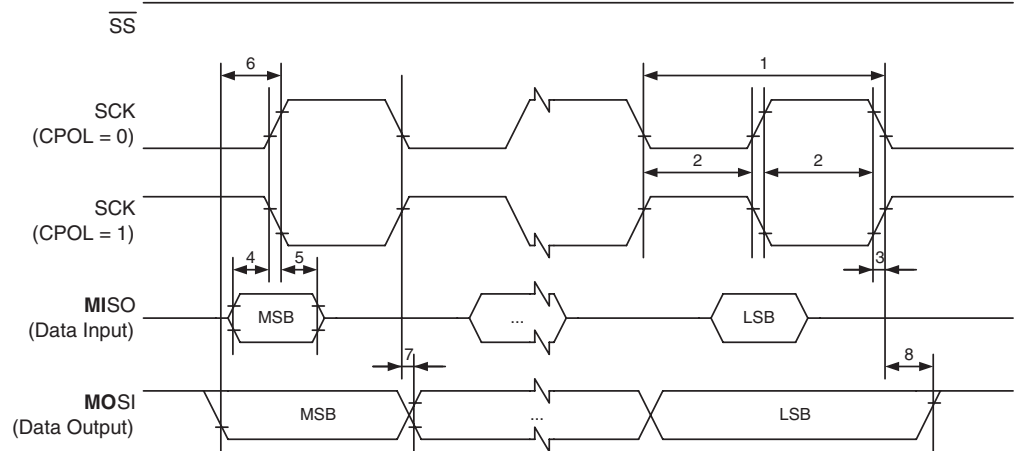 SS
6
1
SCK
(CPOL = 0)
2
2
SCK
(CPOL = 1)
4
5
3
MISO
(Data Input)
MSB
...
LSB
7
8
MOSI
(Data Output)
MSB
...
LSB